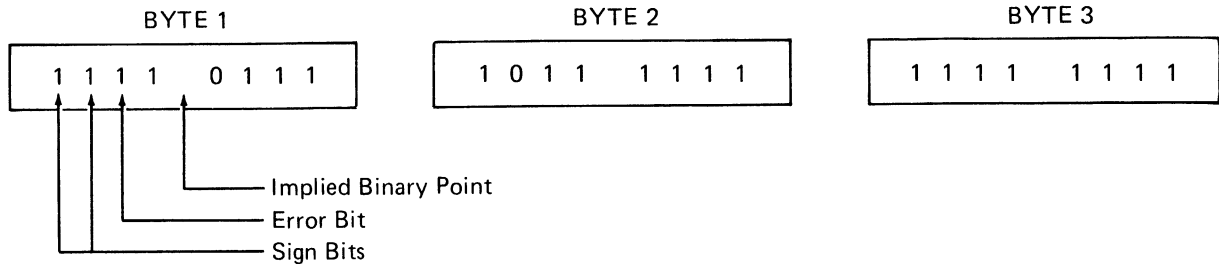 BYTE 1 BYTE 2 BYTE 3
1 1 1 1 0 1 1 1 1 0 1 1 1 1 1 1 1 1 1 1 1 1 1 1
Implied Binary Point
Error Bit
Sign Bits